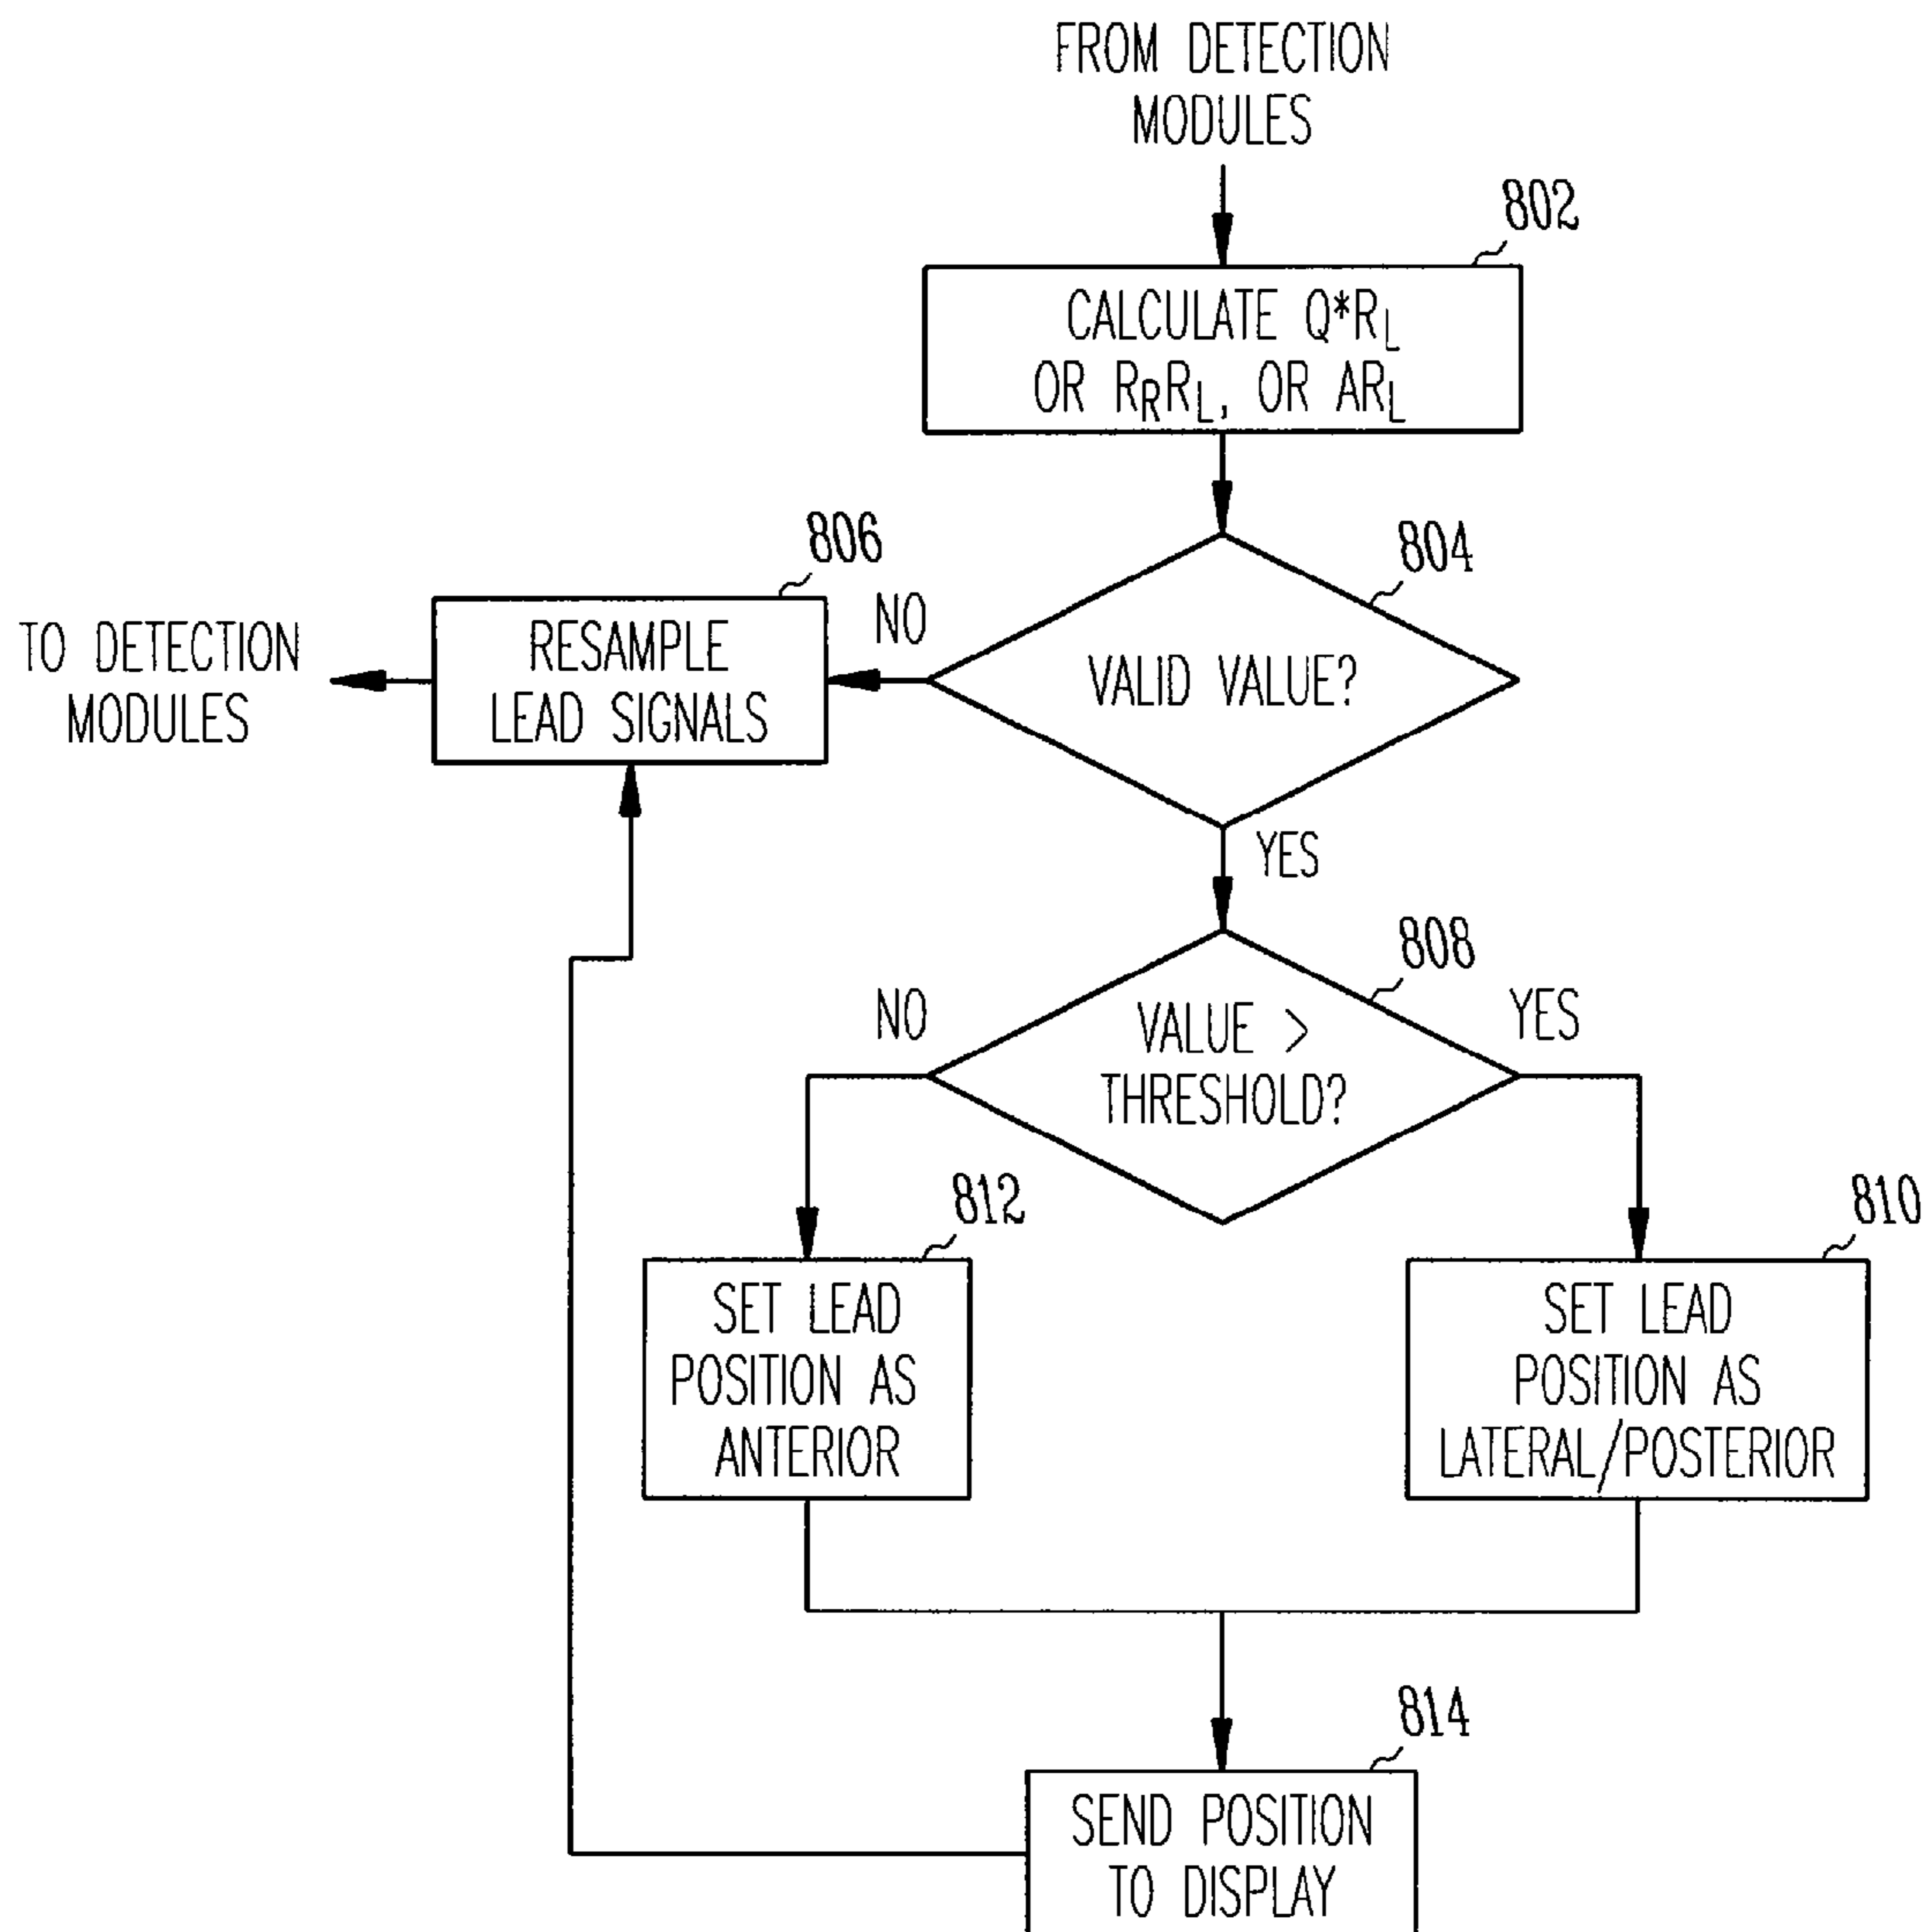 FROM DETECTION
MODULES
802
CALCULATE Q*RL
OR RRRL, OR ARL
804
806
NO
RESAMPLE
LEAD SIGNALS
TO DETECTION
MODULES
VALID VALUE?
YES
808
NO
VALUE >
THRESHOLD?
YES
812
810
SET LEAD
POSITION AS
ANTERIOR
SET LEAD
POSITION AS
LATERAL/POSTERIOR
814
SEND POSITION
TO DISPLAY